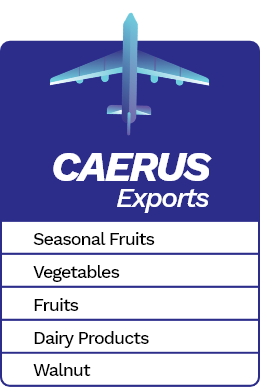 CAERUS
Exports
Seasonal Fruits
Vegetables
Fruits
Dairy Products
Walnut